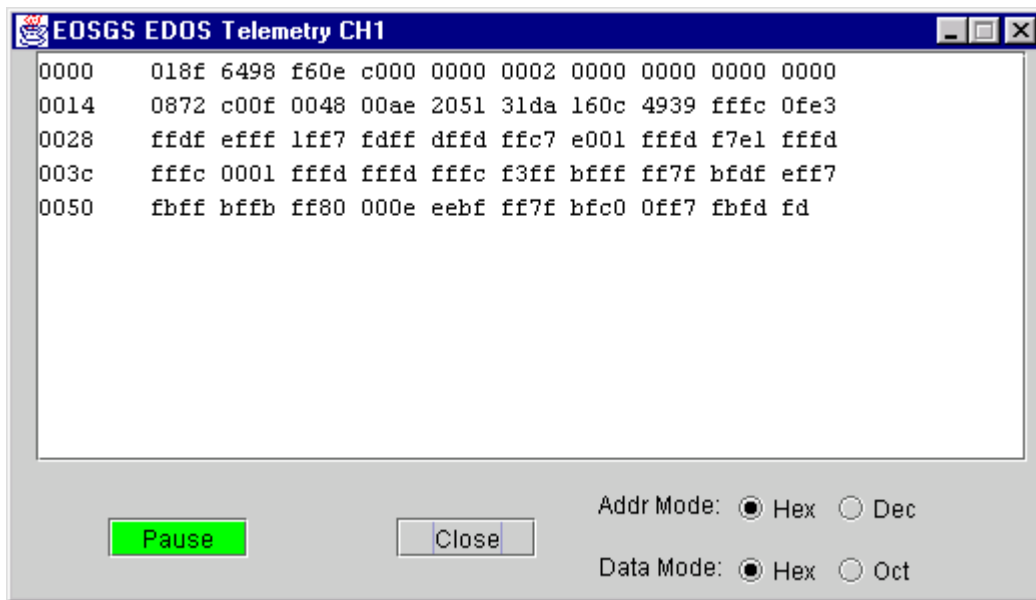 EOSGS EDOS Telemetry CH1
0000 018f 6498 f60e c000 0000 0002 0000 0000 0000 0000
0014 0872 c00f 0048 00ae 2051 31da 160c 4939 fffc 0fe3
0028 ffdf efff 1ff7 fdff dffd ffc7 e001 fffd f7e1 fffd
003c fffc 0001 fffd fffd fffc f3ff bfff ff7f bfdf eff7
0050 fbff bffb ff80 000e eebf ff7f bfc0 0ff7 fbfd fd
Addr Mode: Hex Dec
Pause Close
Data Mode: Hex Oct